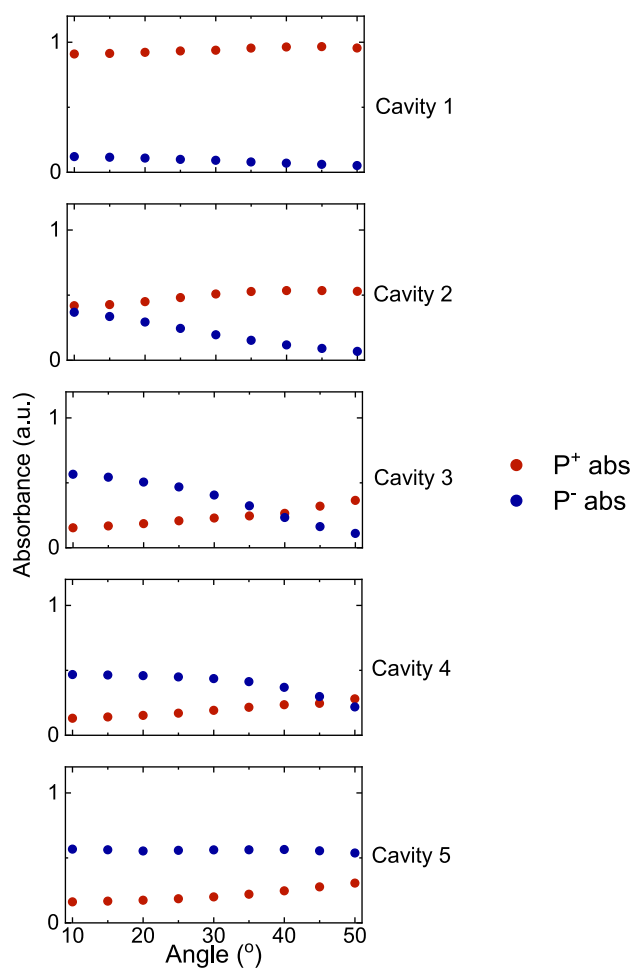 1
0
Cavity 1
1
0
Cavity 2
1
0
Cavity 3
1
0
Cavity 4
1
0
Cavity 5
10 20 30 40 50
Angle (º)
Absorbance (a.u.)
P⁺ abs
P⁻ abs